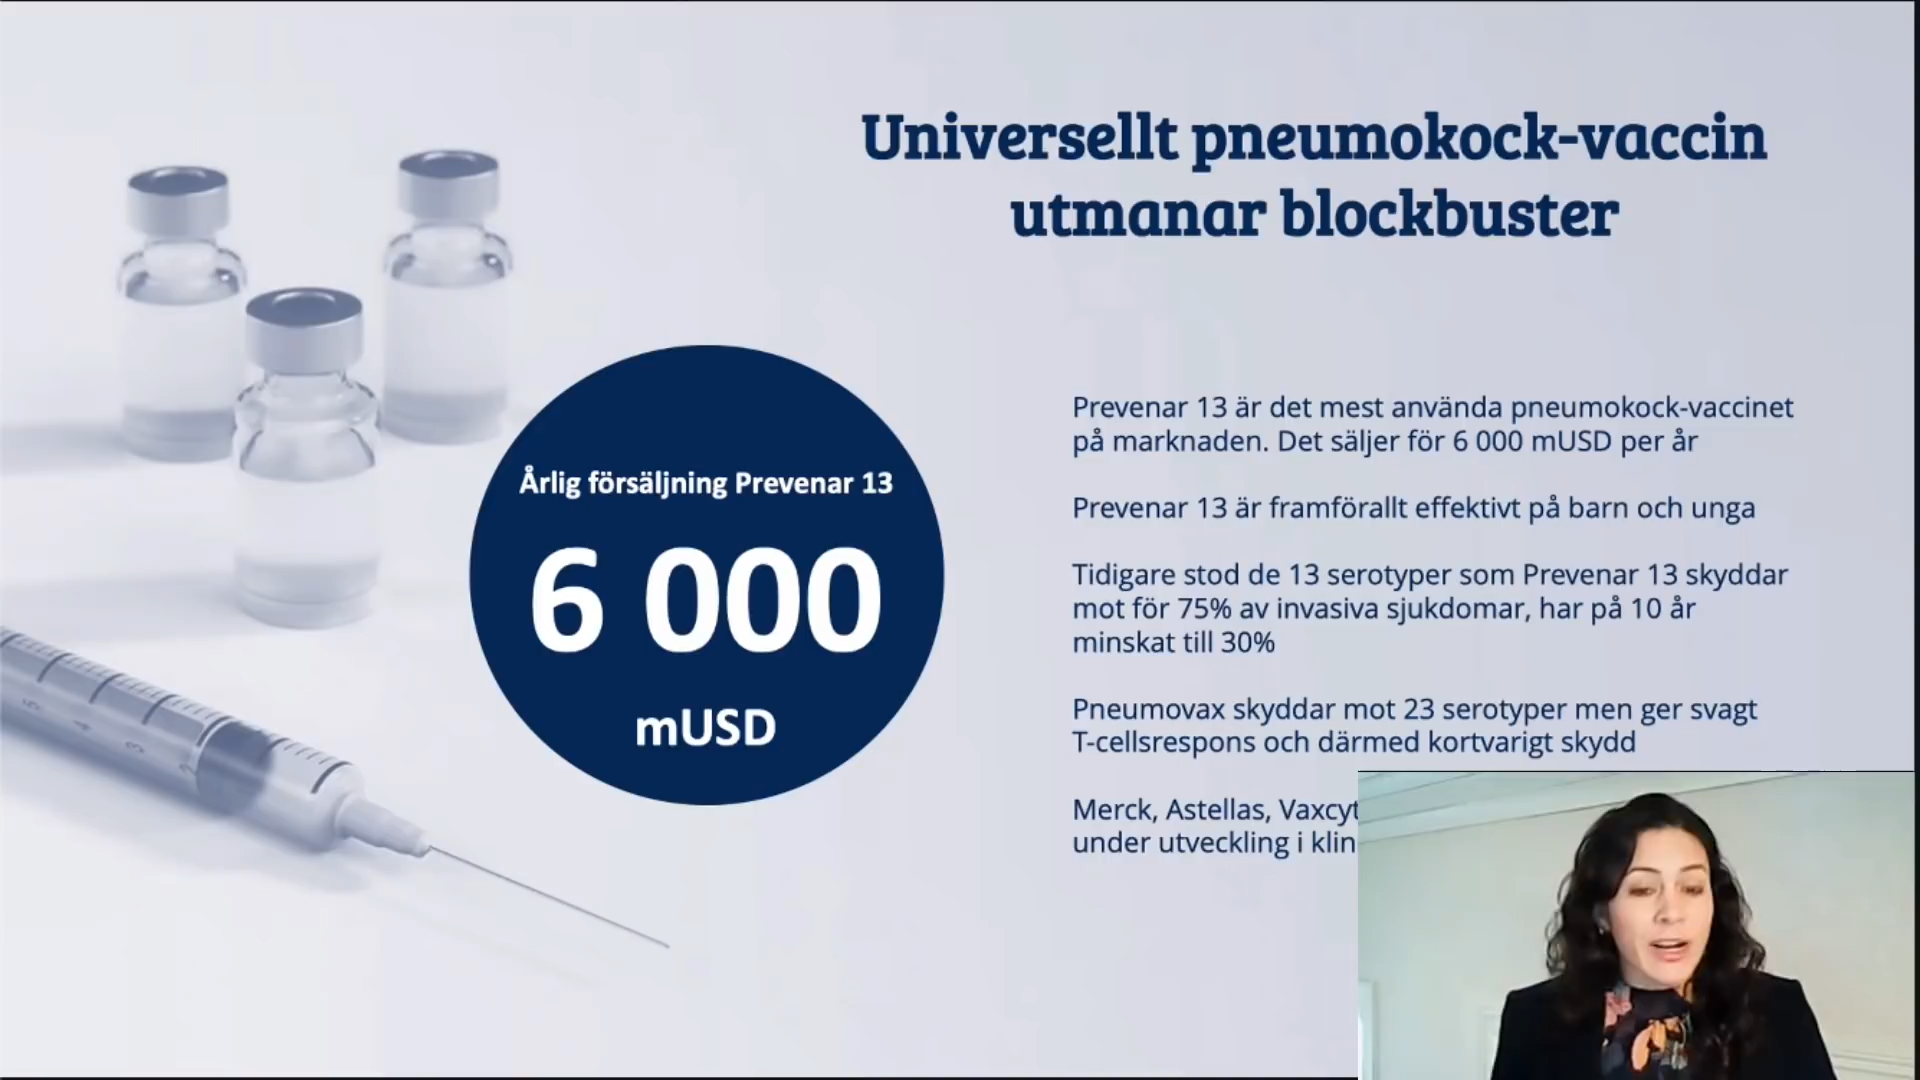 Universellt pneumokock-vaccin
utmanar blockbuster
Årlig försäljning Prevenar 13
6 000
mUSD
Prevenar 13 är det mest använda pneumokock-vaccinet
på marknaden. Det säljer för 6 000 mUSD per år
Prevenar 13 är framförallt effektivt på barn och unga
Tidigare stod de 13 serotyper som Prevenar 13 skyddar
mot för 75% av invasiva sjukdomar, har på 10 år
minskat till 30%
Pneumovax skyddar mot 23 serotyper men ger svagt
T-cellsrespons och därmed kortvarigt skydd
Merck, Astellas,
under utveckling i